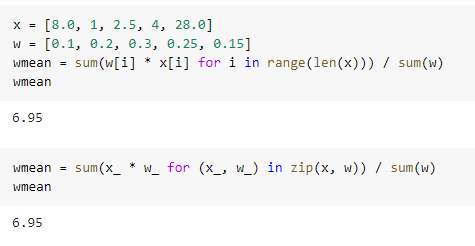 x = [8.0, 1, 2.5, 4, 28.0]
w = [0.1, 0.2, 0.3, 0.25, 0.15]
wmean = sum(w[i] * x[i] for i in range(len(x))) / sum(w)
wmean
6.95
wmean = sum(x_ * w_ for (x_, w_) in zip(x, w)) / sum(w)
wmean
6.95